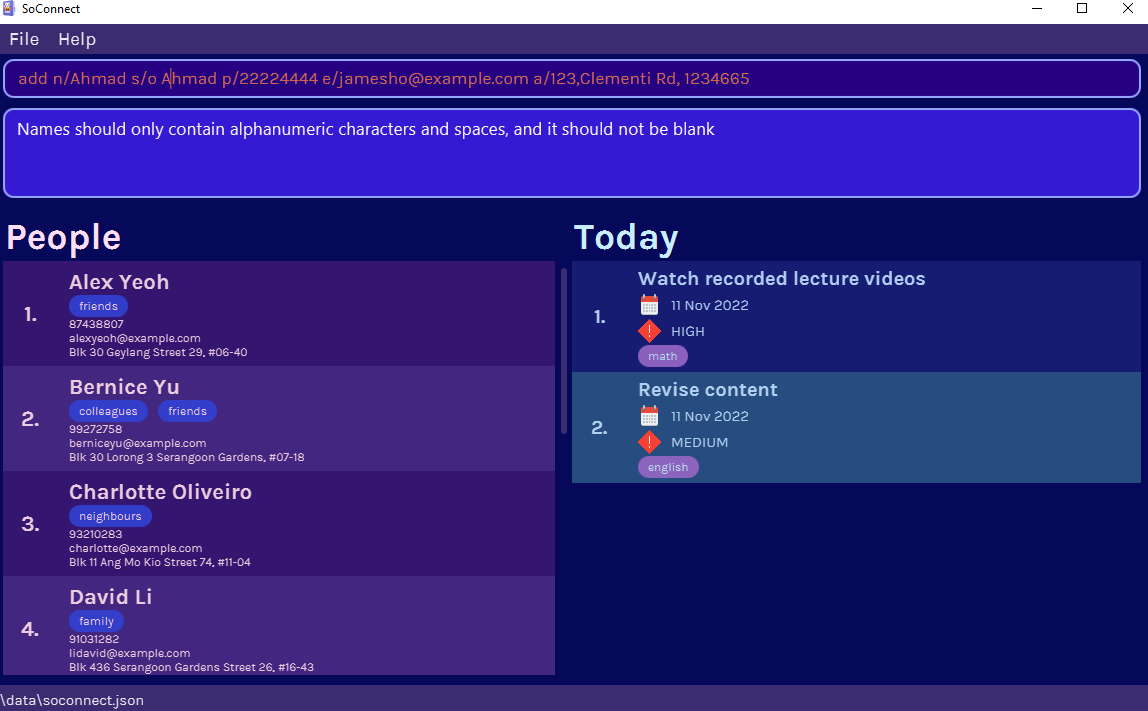 SoConnect
File Help
add n/Ahmad s/o Ahmad p/22224444 e/jamesho@example.com a/123,Clementi Rd, 1234665
Names should only contain alphanumeric characters and spaces, and it should not be blank
People
1.
Alex Yeoh
friends
87438807
alexyeoh@example.com
Blk 30 Geylang Street 29, #06-40
2.
Bernice Yu
colleagues friends
99272758
berniceyu@example.com
Blk 30 Lorong 3 Serangoon Gardens, #07-18
3.
Charlotte Oliveiro
neighbours
93210283
charlotte@example.com
Blk 11 Ang Mo Kio Street 74, #11-04
4.
David Li
family
91031282
lidavid@example.com
Blk 436 Serangoon Gardens Street 26, #16-43
Today
1.
Watch recorded lecture videos
11 Nov 2022
HIGH
math
2.
Revise content
11 Nov 2022
MEDIUM
english
\data\soconnect.json